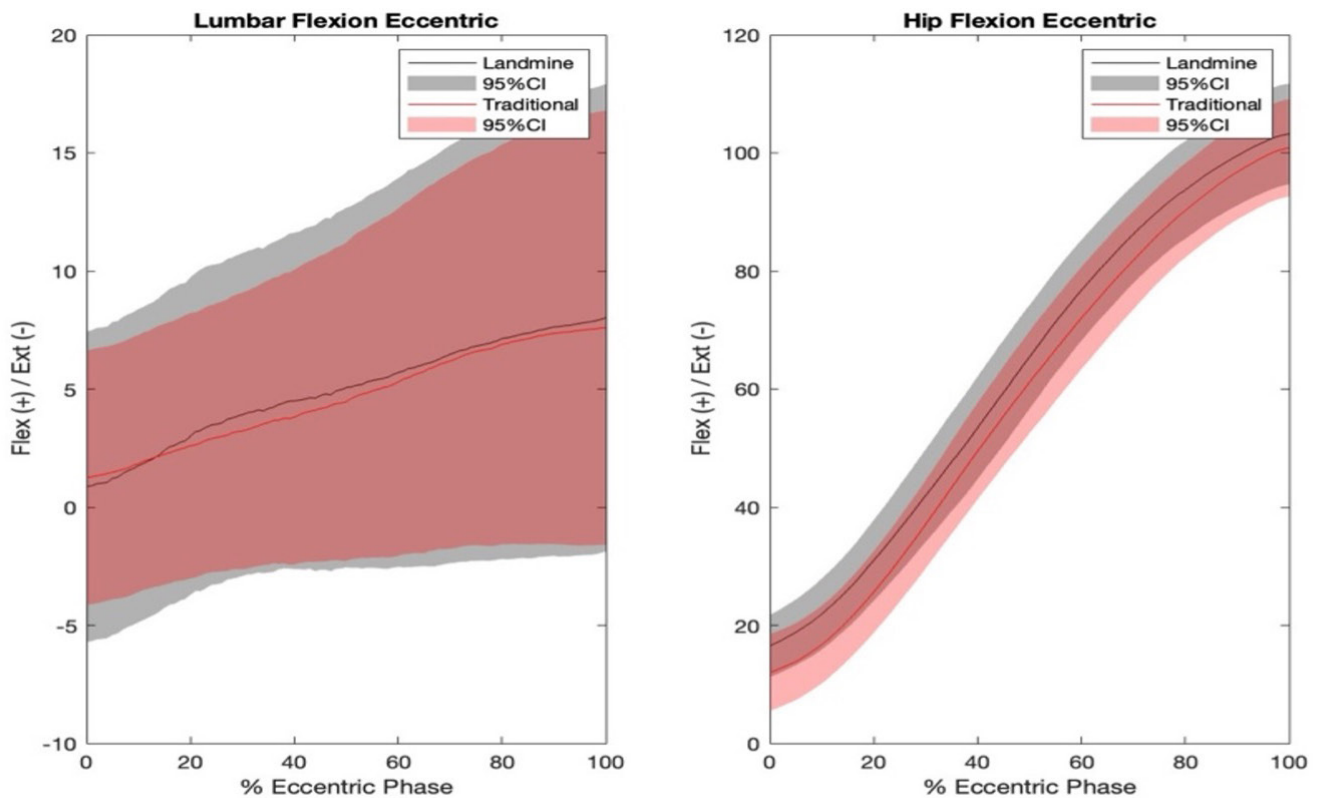 Lumbar Flexion Eccentric
20
15
10
5
0
-5
-10
Flex (+) / Ext (-)
0 20 40 60 80 100
% Eccentric Phase
Landmine
95%CI
Traditional
95%CI
Hip Flexion Eccentric
120
100
80
60
40
20
0
Flex (+) / Ext (-)
0 20 40 60 80 100
% Eccentric Phase
Landmine
95%CI
Traditional
95%CI